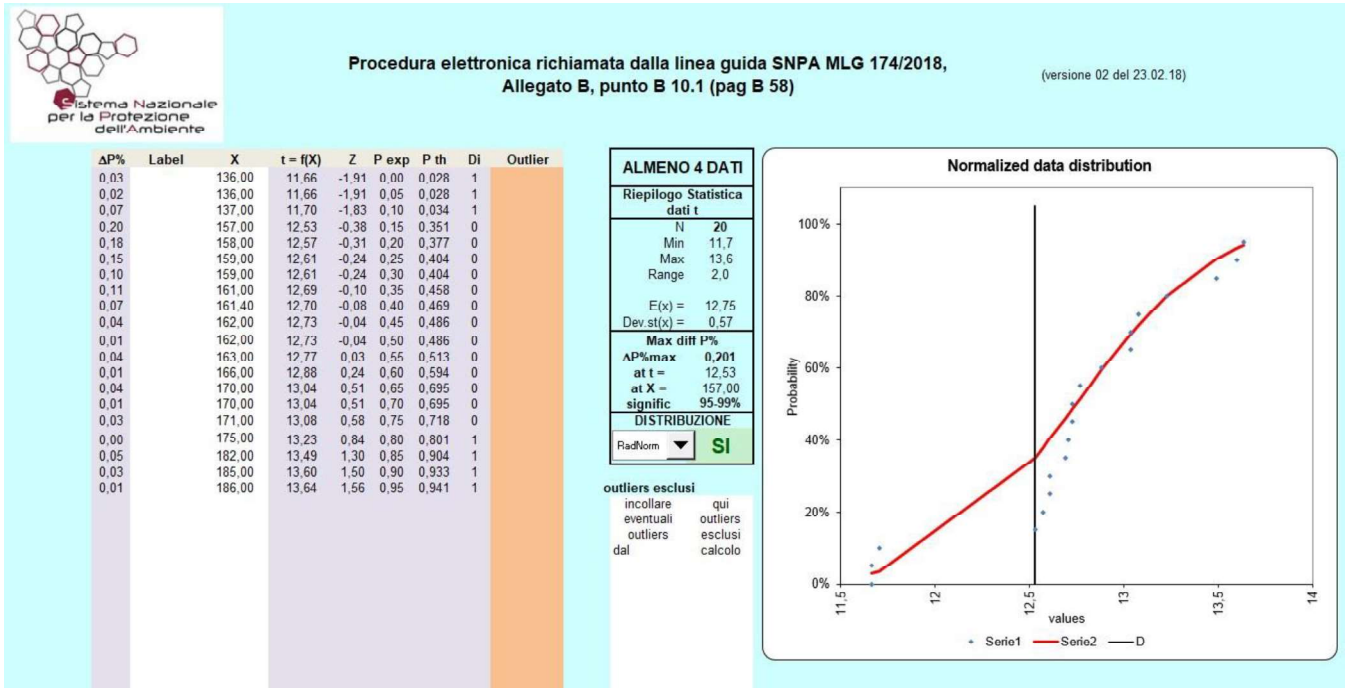 Sistema Nazionale
per la Protezione
dell'Ambiente
Procedura elettronica richiamata dalla linea guida SNPA MLG 174/2018,
Allegato B, punto B 10.1 (pag B 58)
(versione 02 del 23.02.18)
ΔP% Label X t = f(X) Z P exp P th Di Outlier
0,03 136,00 11,66 -1,91 0,00 0,028 1
0,02 136,00 11,66 -1,91 0,05 0,028 1
0,07 137,00 11,70 -1,83 0,10 0,034 1
0,20 157,00 12,53 -0,38 0,15 0,351 0
0,18 158,00 12,57 -0,31 0,20 0,377 0
0,15 159,00 12,61 -0,24 0,25 0,404 0
0,10 159,00 12,61 -0,24 0,30 0,404 0
0,11 161,00 12,69 -0,10 0,35 0,458 0
0,07 161,40 12,70 -0,08 0,40 0,469 0
0,04 162,00 12,73 -0,04 0,45 0,486 0
0,01 162,00 12,73 -0,04 0,50 0,486 0
0,04 163,00 12,77 0,03 0,55 0,513 0
0,01 166,00 12,88 0,24 0,60 0,594 0
0,04 170,00 13,04 0,51 0,65 0,695 0
0,01 170,00 13,04 0,51 0,70 0,695 0
0,03 171,00 13,08 0,58 0,75 0,718 0
0,00 175,00 13,23 0,84 0,80 0,801 1
0,05 182,00 13,49 1,30 0,85 0,904 1
0,03 185,00 13,60 1,50 0,90 0,933 1
0,01 186,00 13,64 1,56 0,95 0,941 1
ALMENO 4 DATI
Riepilogo Statistica
dati t
N 20
Min 11,7
Max 13,6
Range 2,0
E(x) = 12,75
Dev.st(x) = 0,57
Max diff P%
ΔP%max 0,201
at t = 12,53
at X = 157,00
signific 95-99%
DISTRIBUZIONE
RadNorm SI
outliers esclusi
incollare qui
eventuali outliers
outliers esclusi
dal calcolo
Normalized data distribution
Probability
100%
80%
60%
40%
20%
0%
11,5 12 12,5 13 13,5 14
values
Serie1 Serie2 D